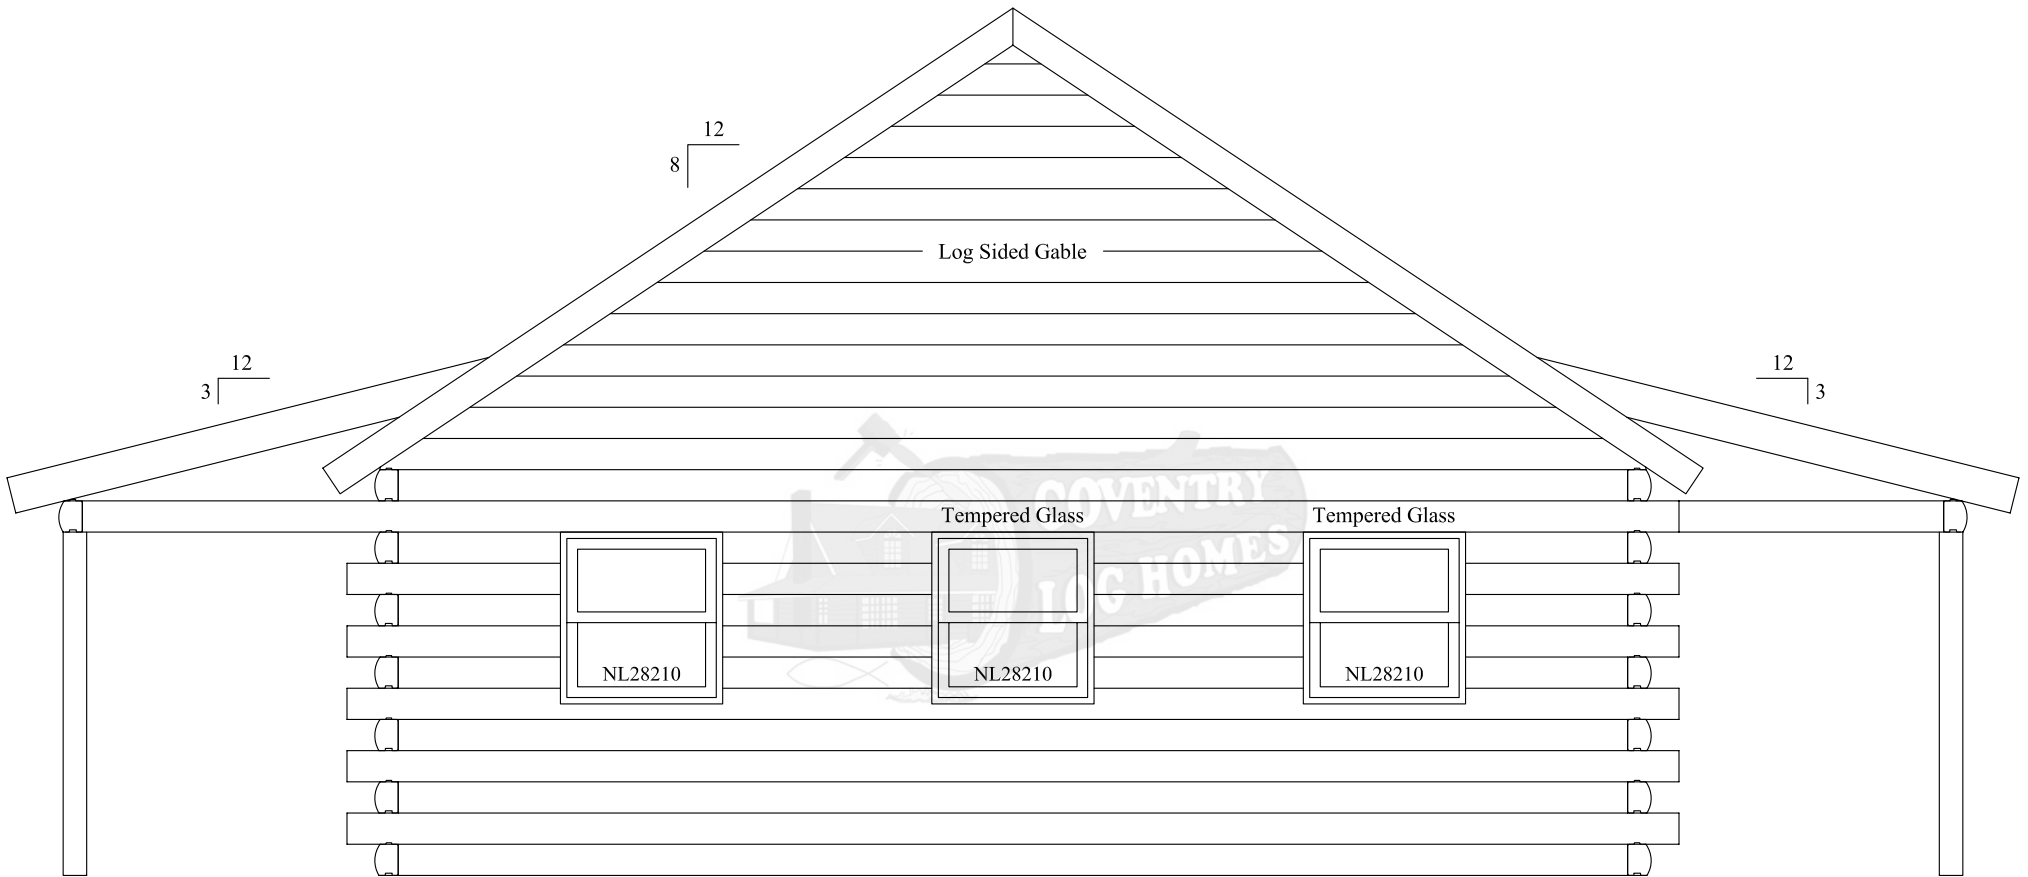 12
8
Log Sided Gable
12
3
12
3
Tempered Glass
Tempered Glass
COVENTRY
LOG HOMES
NL28210
NL28210
NL28210